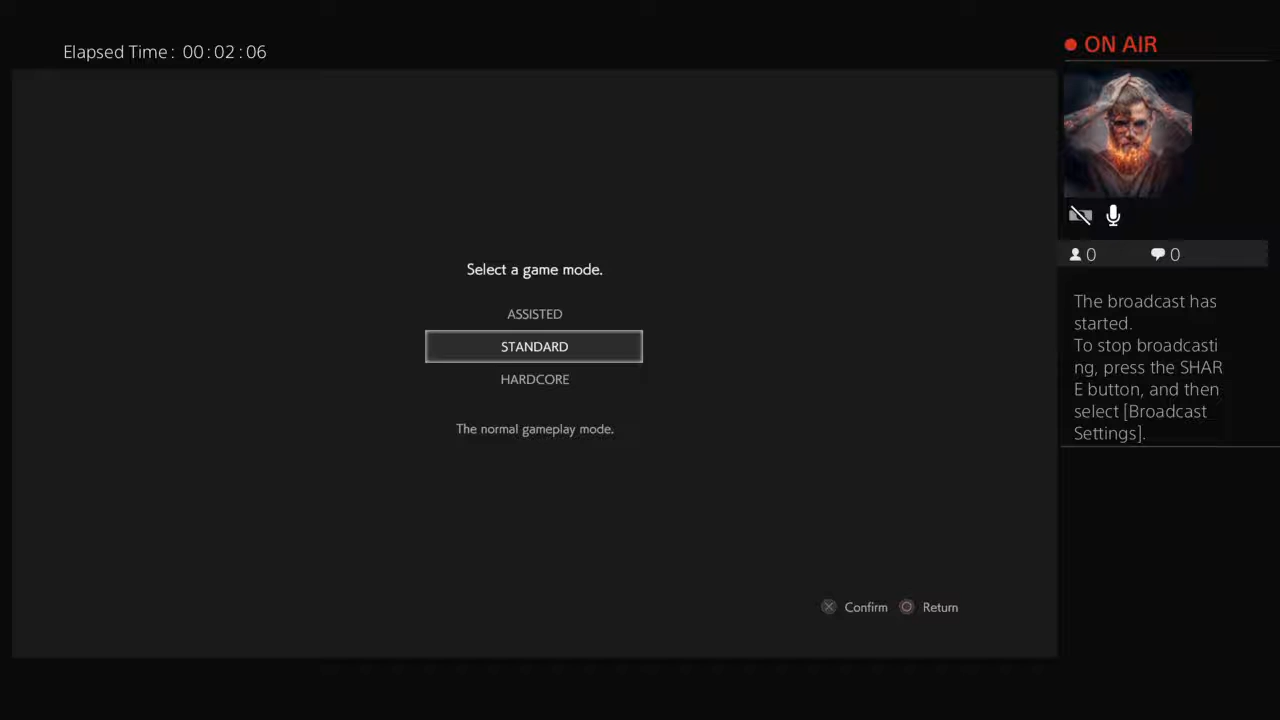 Elapsed Time: 00:02:06
ON AIR
0 0
Select a game mode.
ASSISTED
STANDARD
HARDCORE
The normal gameplay mode.
Confirm Return
The broadcast has
started.
To stop broadcasti
ng, press the SHAR
E button, and then
select [Broadcast
Settings].